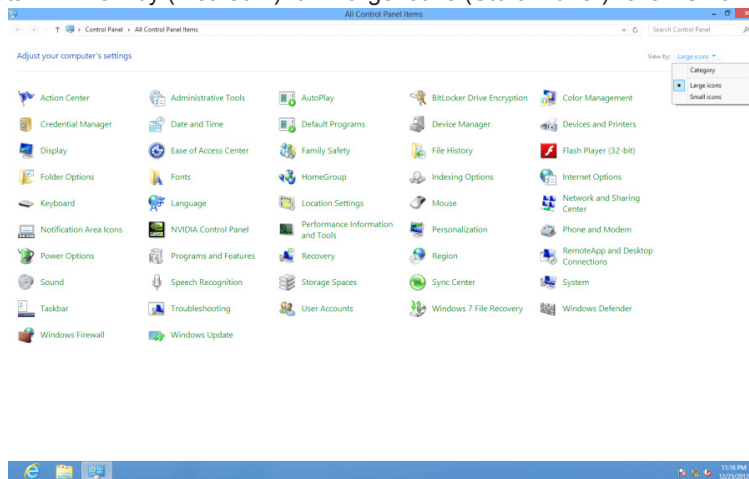 All Control Panel Items
Control Panel All Control Panel Items
Search Control Panel
Adjust your computer's settings
View by: Large icons
Category
Large icons
Small icons
Action Center
Administrative Tools
AutoPlay
BitLocker Drive Encryption
Color Management
Credential Manager
Date and Time
Default Programs
Device Manager
Devices and Printers
Display
Ease of Access Center
Family Safety
File History
Flash Player (32-bit)
Folder Options
Fonts
HomeGroup
Indexing Options
Internet Options
Keyboard
Language
Location Settings
Mouse
Network and Sharing
Center
Notification Area Icons
NVIDIA Control Panel
Performance Information
and Tools
Personalization
Phone and Modem
Power Options
Programs and Features
Recovery
Region
RemoteApp and Desktop
Connections
Sound
Speech Recognition
Storage Spaces
Sync Center
System
Taskbar
Troubleshooting
User Accounts
Windows 7 File Recovery
Windows Defender
Windows Firewall
Windows Update
11:16 PM